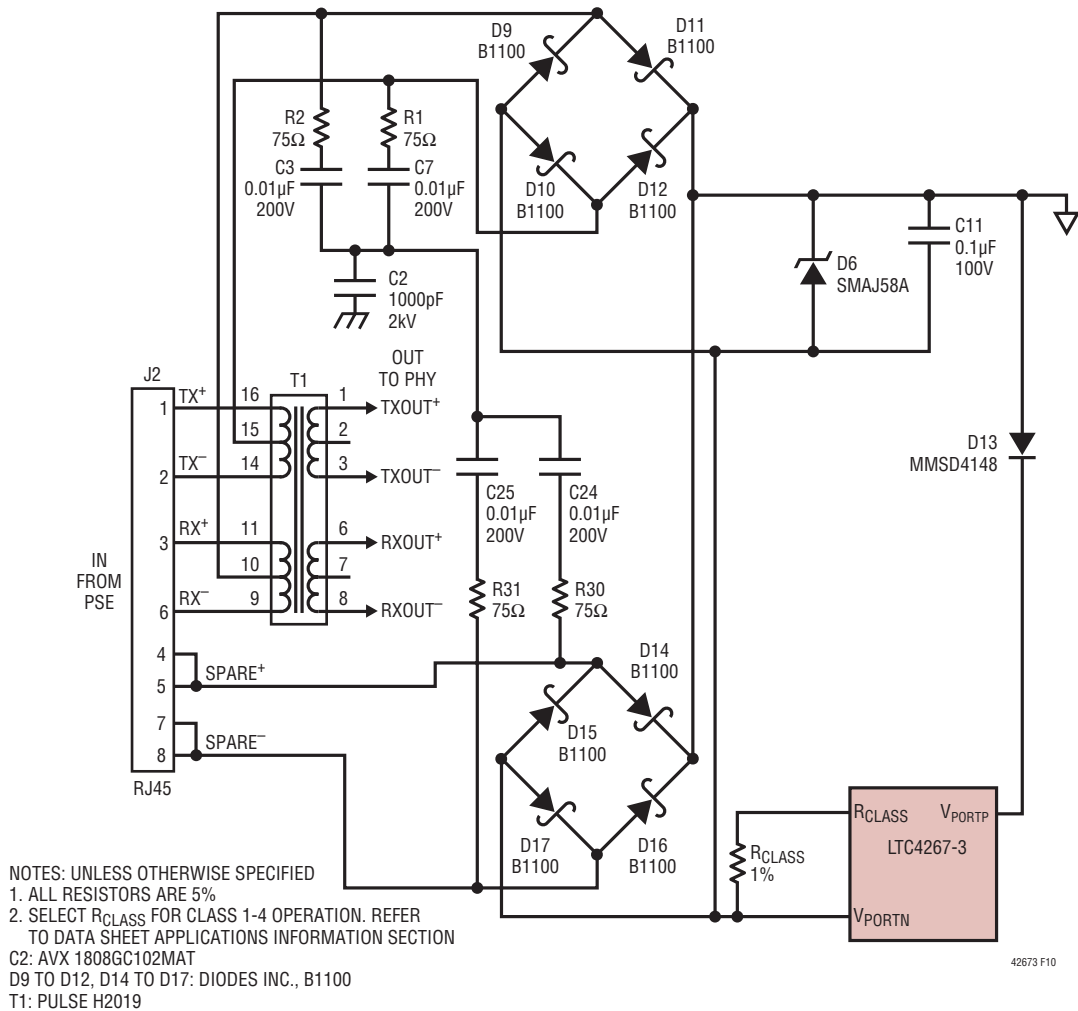 D9
B1100
D11
B1100
R2
75Ω
R1
75Ω
C3
0.01µF
200V
C7
0.01µF
200V
D10
B1100
D12
B1100
C11
0.1µF
100V
D6
SMAJ58A
C2
1000pF
2kV
OUT
TO PHY
J2
T1
1 TX+ 16 1 TXOUT+
15 2
2 TX− 14 3 TXOUT−
3 RX+ 11 6 RXOUT+
10 7
6 RX− 9 8 RXOUT−
IN
FROM
PSE
4
5 SPARE+
7
8 SPARE−
RJ45
C25
0.01µF
200V
C24
0.01µF
200V
R31
75Ω
R30
75Ω
D13
MMSD4148
D14
B1100
D15
B1100
D17
B1100
D16
B1100
RCLASS
1%
RCLASS VPORTP
LTC4267-3
VPORTN
NOTES: UNLESS OTHERWISE SPECIFIED
1. ALL RESISTORS ARE 5%
2. SELECT RCLASS FOR CLASS 1-4 OPERATION. REFER
TO DATA SHEET APPLICATIONS INFORMATION SECTION
C2: AVX 1808GC102MAT
D9 TO D12, D14 TO D17: DIODES INC., B1100
T1: PULSE H2019
42673 F10